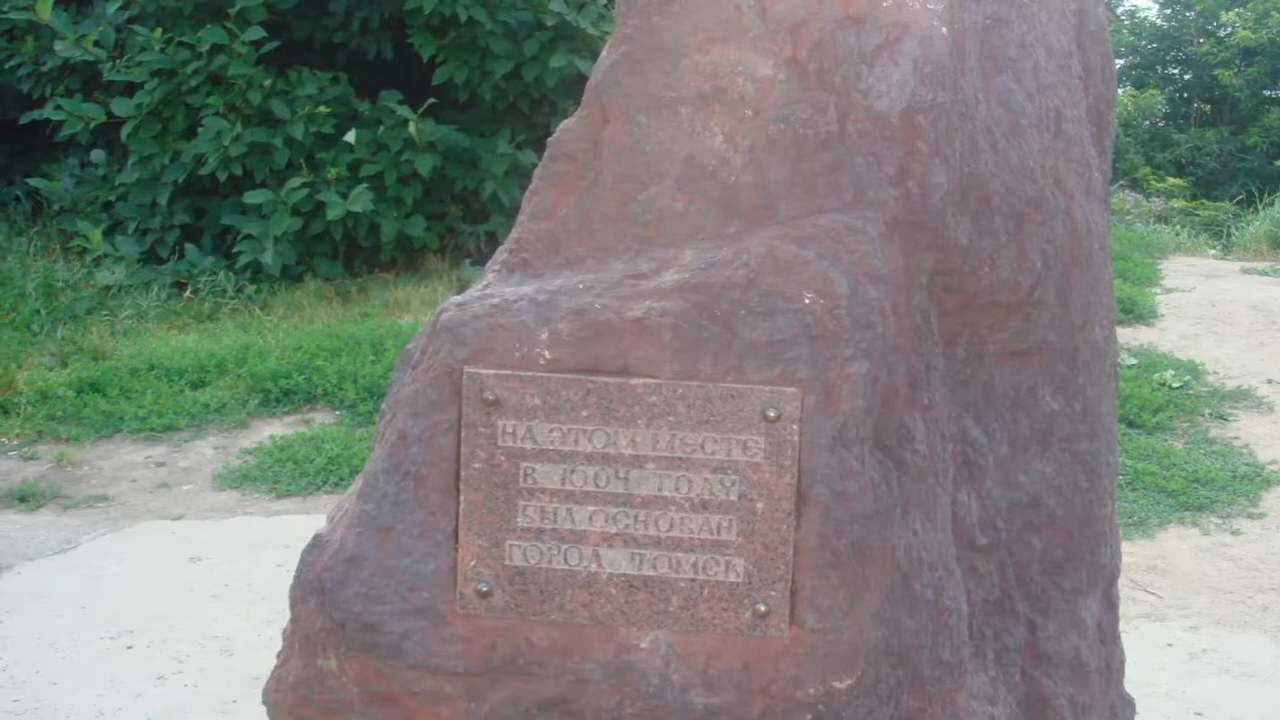 НА ЭТОМ МЕСТЕ
В 1604 ГОДУ
БЫЛ ОСНОВАН
ГОРОД ТОМСК